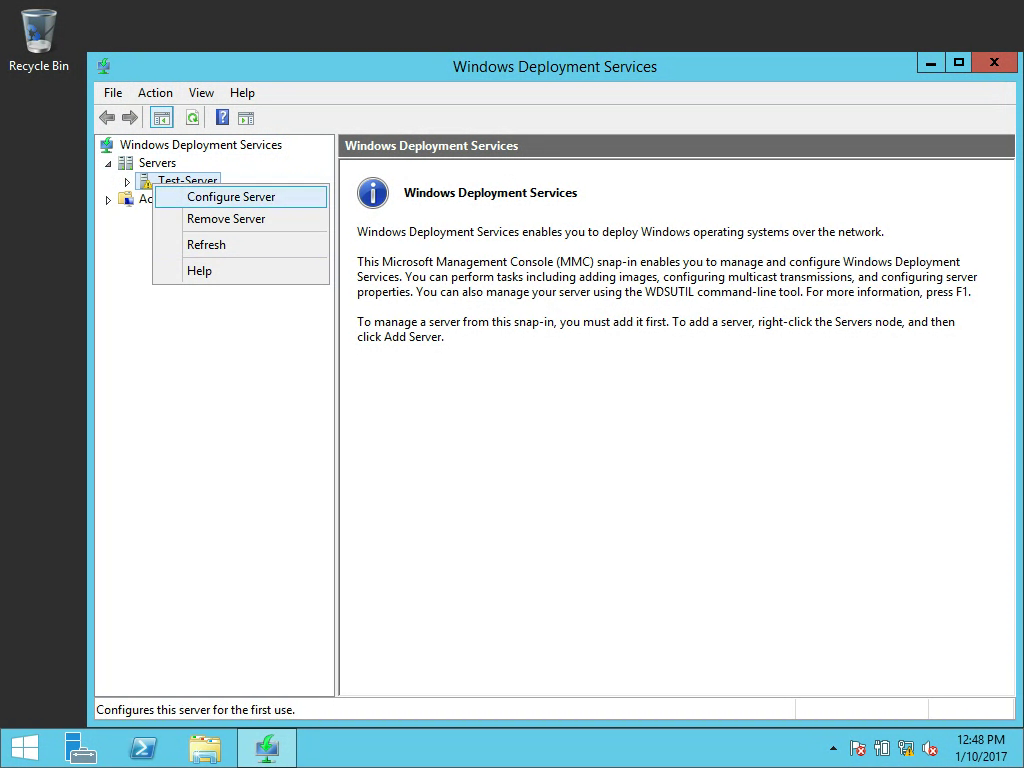 Recycle Bin
Windows Deployment Services
File Action View Help
Windows Deployment Services
Servers
Test-Server
Ac
Configure Server
Remove Server
Refresh
Help
Windows Deployment Services
Windows Deployment Services
Windows Deployment Services enables you to deploy Windows operating systems over the network.
This Microsoft Management Console (MMC) snap-in enables you to manage and configure Windows Deployment
Services. You can perform tasks including adding images, configuring multicast transmissions, and configuring server
properties. You can also manage your server using the WDSUTIL command-line tool. For more information, press F1.
To manage a server from this snap-in, you must add it first. To add a server, right-click the Servers node, and then
click Add Server.
Configures this server for the first use.
12:48 PM
1/10/2017